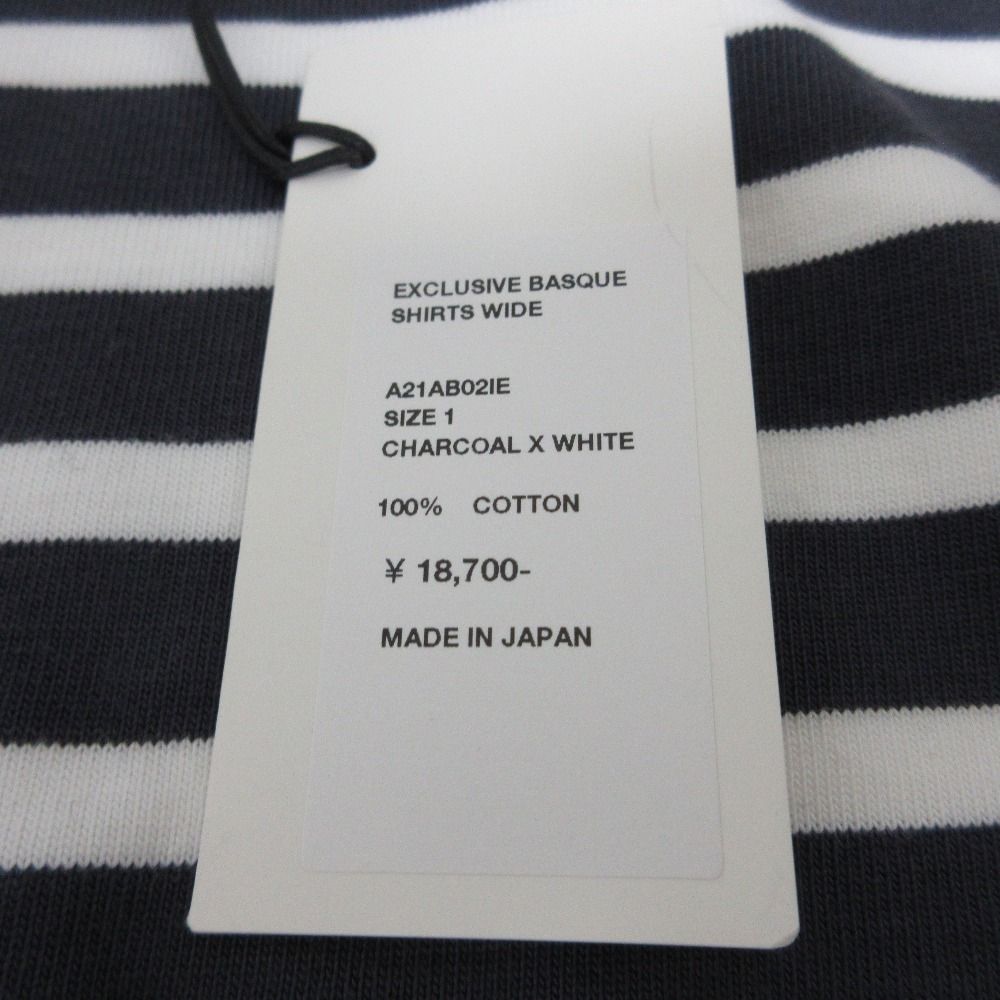 EXCLUSIVE BASQUE
SHIRTS WIDE
A21AB02IE
SIZE 1
CHARCOAL X WHITE
100% COTTON
¥ 18,700-
MADE IN JAPAN